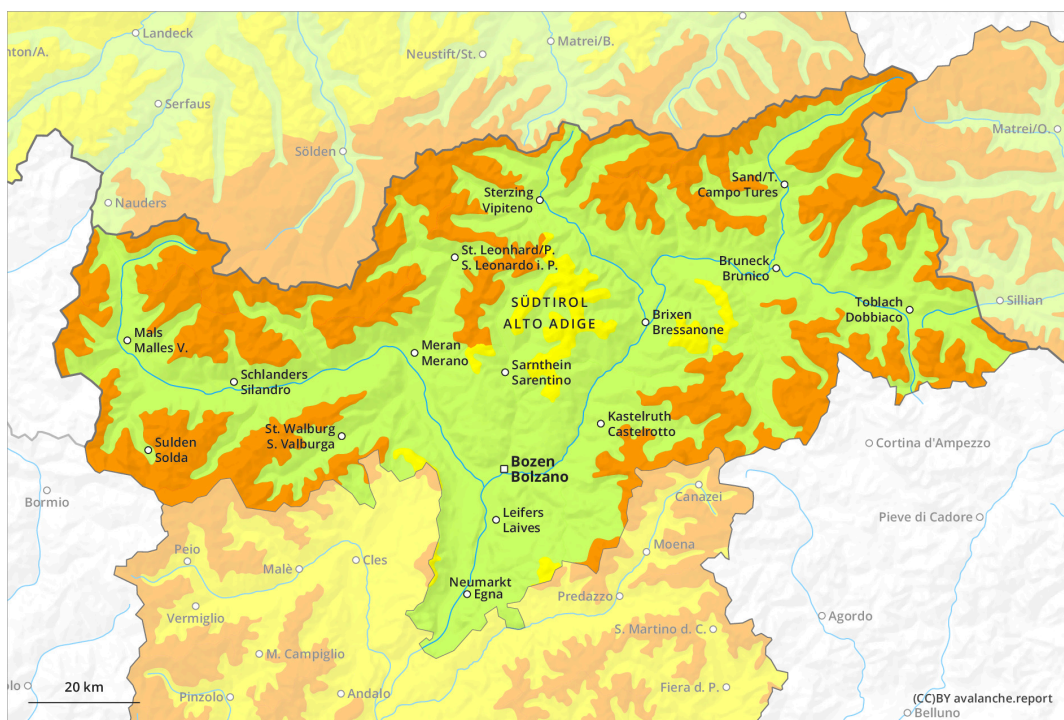 Landeck
nton/A.
Neustift/St.
Matrei/B.
Serfaus
Matrei/O.
Sölden
Sand/T.
Campo Tures
Sterzing
Vipiteno
Nauders
St. Leonhard/P.
S. Leonardo i. P.
Bruneck
Brunico
SÜDTIROL
ALTO ADIGE
Toblach
Dobbiaco
Sillian
Brixen
Bressanone
Mals
Malles V.
Meran
Merano
Sarnthein
Sarentino
Schlanders
Silandro
Kastelruth
Castelrotto
St. Walburg
S. Valburga
Sulden
Solda
Cortina d'Ampezzo
Bozen
Bolzano
Bormio
Canazei
Leifers
Laives
Pieve di Cadore
Peio
Moena
Cles
Malè
Neumarkt
Egna
Predazzo
Vermiglio
Agordo
S. Martino d. C.
M. Campiglio
olo
20 km
Pinzolo
Andalo
Fiera d. P.
(CC)BY avalanche.report
Belluno